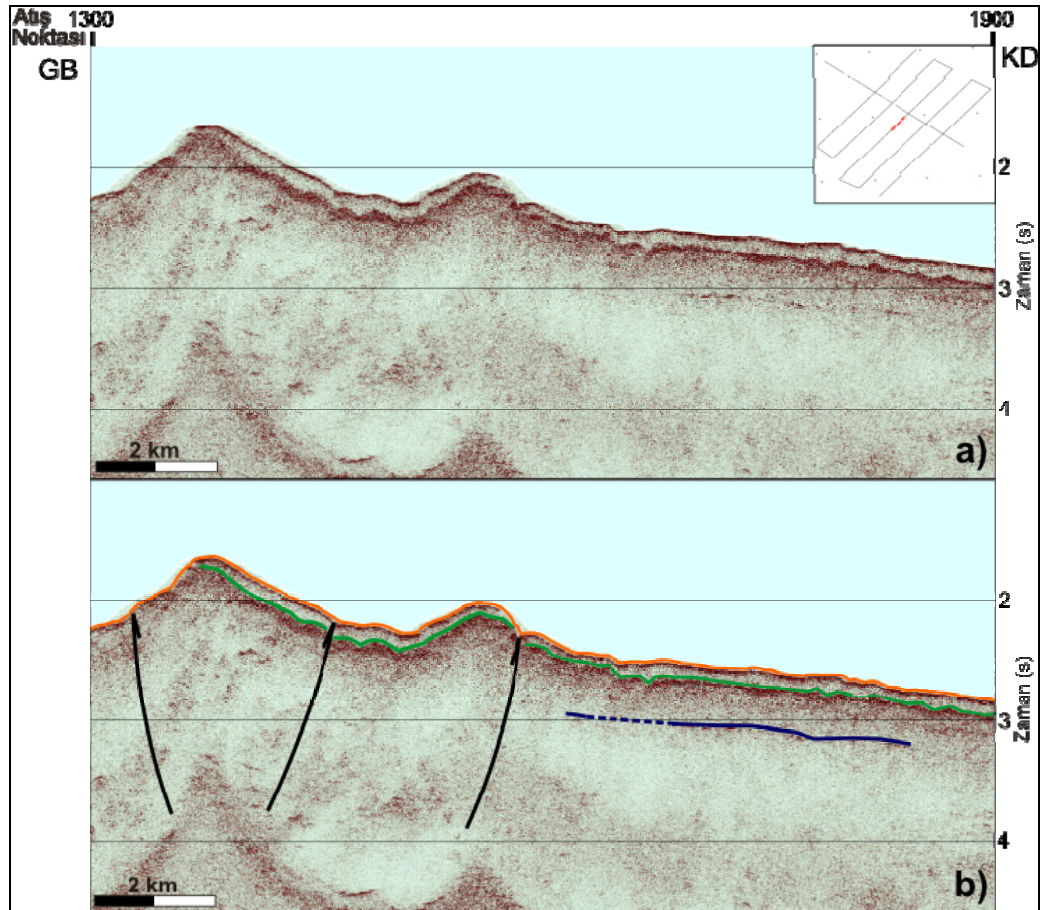 Atış 1300 1900
Noktası
GB KD
2
Zaman (s)
3
4
2 km
a)
2
Zaman (s)
3
4
2 km
b)